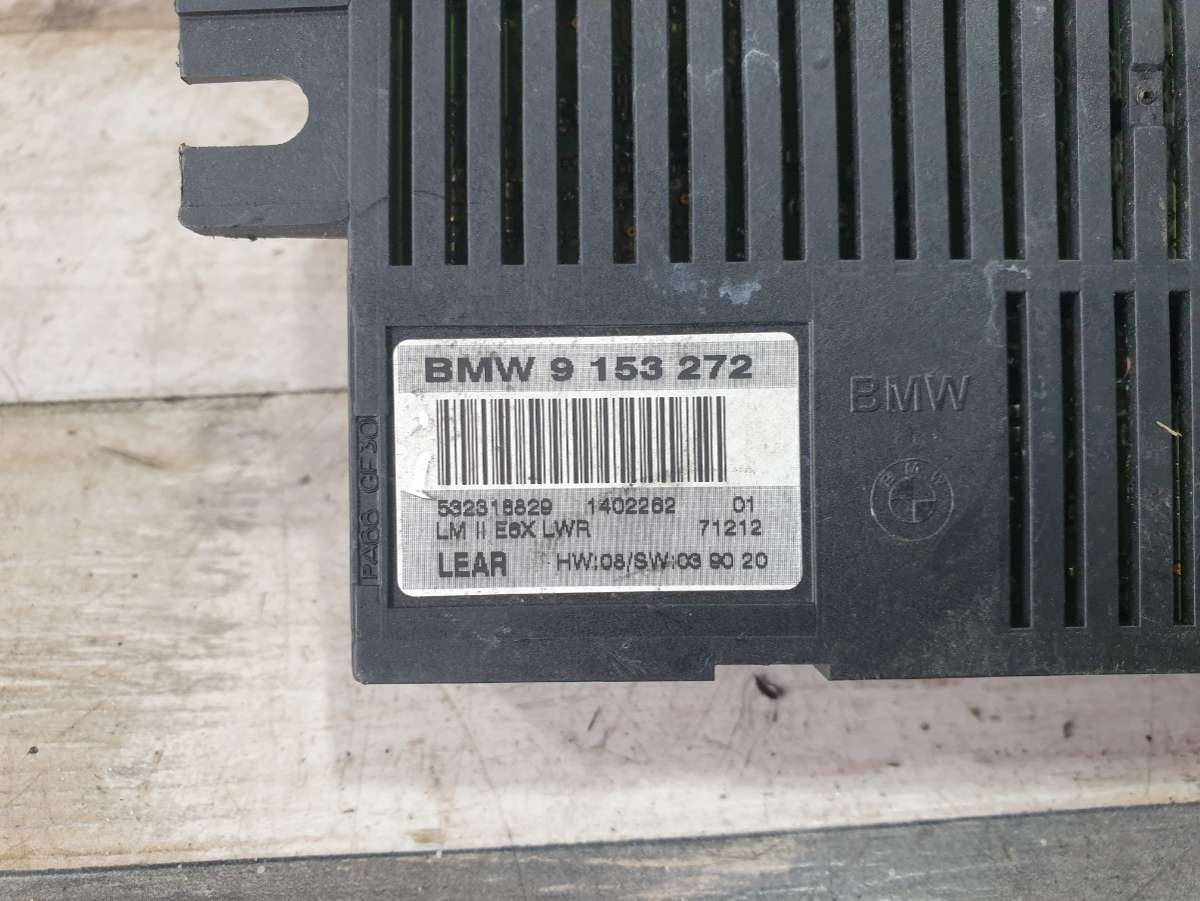 BMW 9 153 272
532318829 1402262 01
LM II E6X LWR 71212
LEAR HW:08/SW:03 90 20
PA66 GF30
BMW
BMW